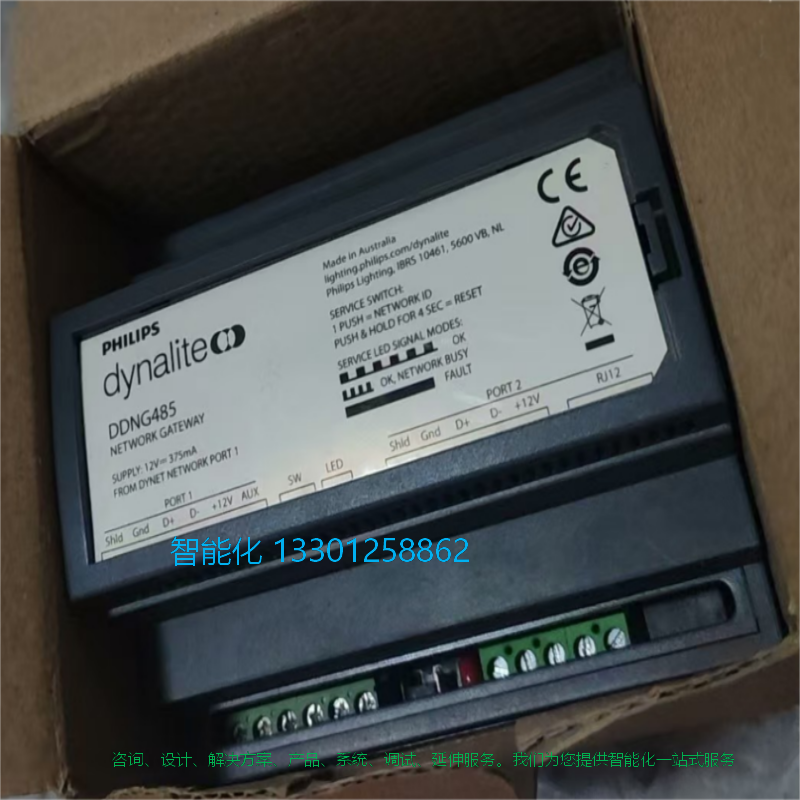 CE
Made in Australia
lighting.philips.com/dynalite
Philips Lighting, IBRS 10461, 5600 VB, NL
SERVICE SWITCH:
1 PUSH = NETWORK ID
PUSH & HOLD FOR 4 SEC = RESET
SERVICE LED SIGNAL MODES:
OK
OK, NETWORK BUSY
FAULT
PHILIPS
dynalite
DDNG485
NETWORK GATEWAY
SUPPLY: 12V⎓ 375mA
FROM DYNET NETWORK PORT 1
PORT 1
Shld Gnd D+ D- +12V AUX
SW
LED
PORT 2
Shld Gnd D+ D- +12V
RJ12
智能化 13301258862
咨询、设计、解决方案、产品、系统、调试、延伸服务。我们为您提供智能化一站式服务